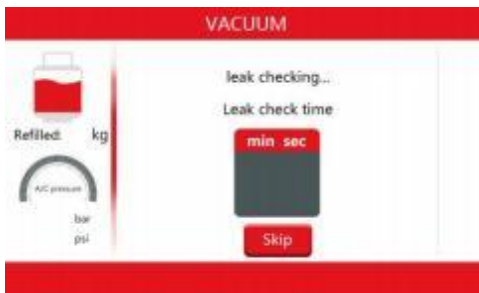 VACUUM
leak checking...
Leak check time
min sec
Skip
Refilled: kg
A/C pressure
bar
psi